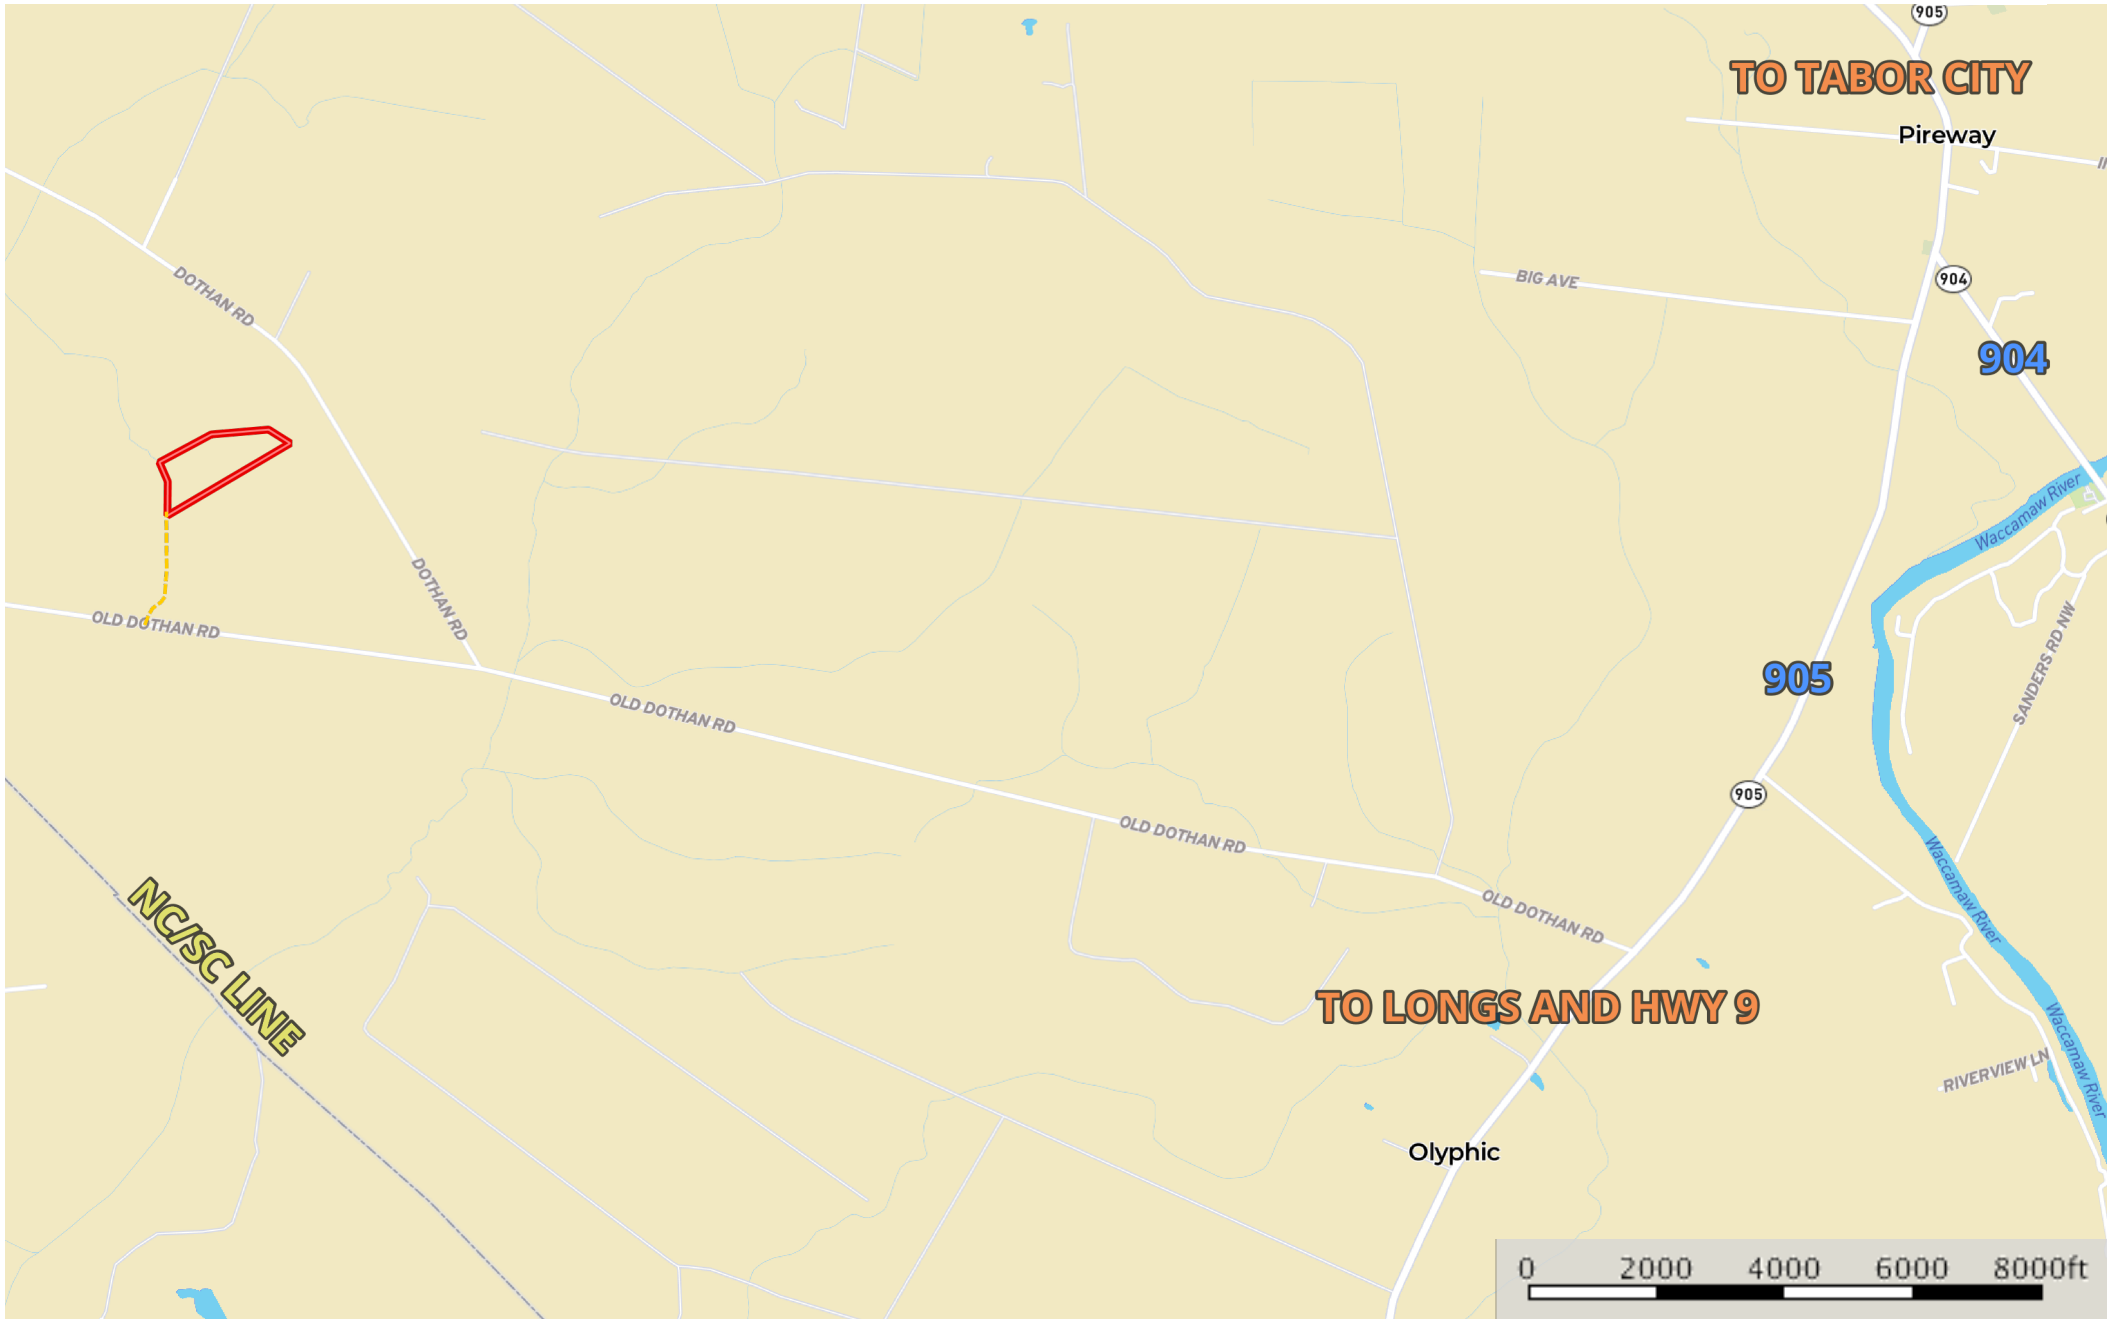 905
TO TABOR CITY
Pireway
DOTHAN RD
BIG AVE
904
904
Waccamaw River
DOTHAN RD
OLD DOTHAN RD
SANDERS RD NW
905
OLD DOTHAN RD
905
OLD DOTHAN RD
Waccamaw River
OLD DOTHAN RD
NC/SC LINE
TO LONGS AND HWY 9
Waccamaw River
RIVERVIEW LN
Olyphic
0 2000 4000 6000 8000ft